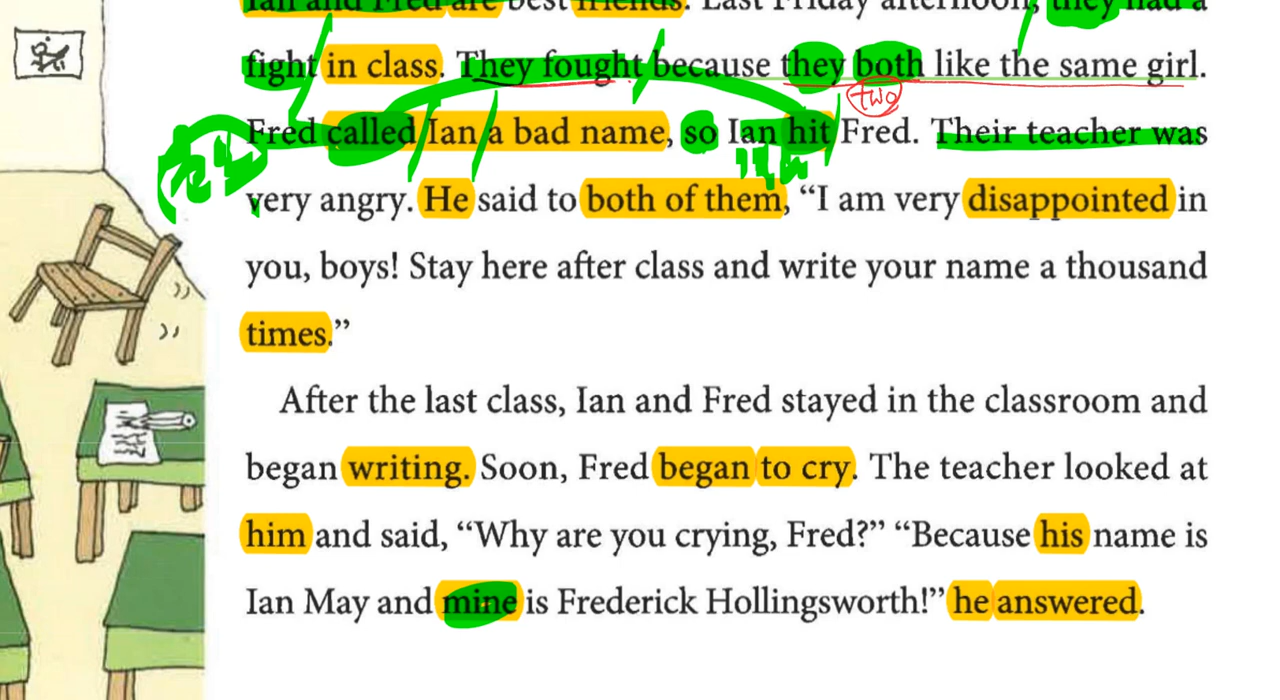 Ian and Fred are best friends. Last Friday afternoon, they had a
fight in class. They fought because they both like the same girl.
two
Fred called Ian a bad name, so Ian hit Fred. Their teacher was
very angry. He said to both of them, “I am very disappointed in
you, boys! Stay here after class and write your name a thousand
times.”
After the last class, Ian and Fred stayed in the classroom and
began writing. Soon, Fred began to cry. The teacher looked at
him and said, “Why are you crying, Fred?” “Because his name is
Ian May and mine is Frederick Hollingsworth!” he answered.